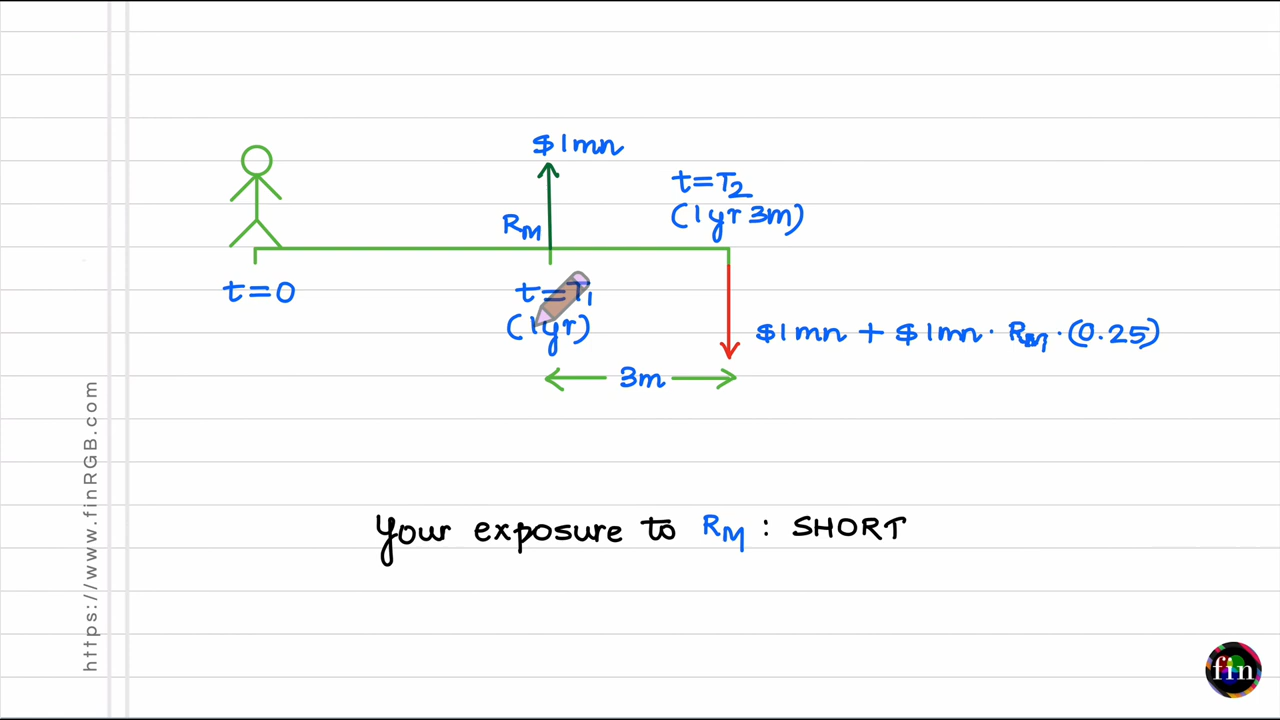 $1mn
t=T2
(1yr 3m)
RM
t=0
t=T1
(1yr)
$1mn + $1mn · RM · (0.25)
3m
Your exposure to RM : SHORT
https://www.finRGB.com
fin